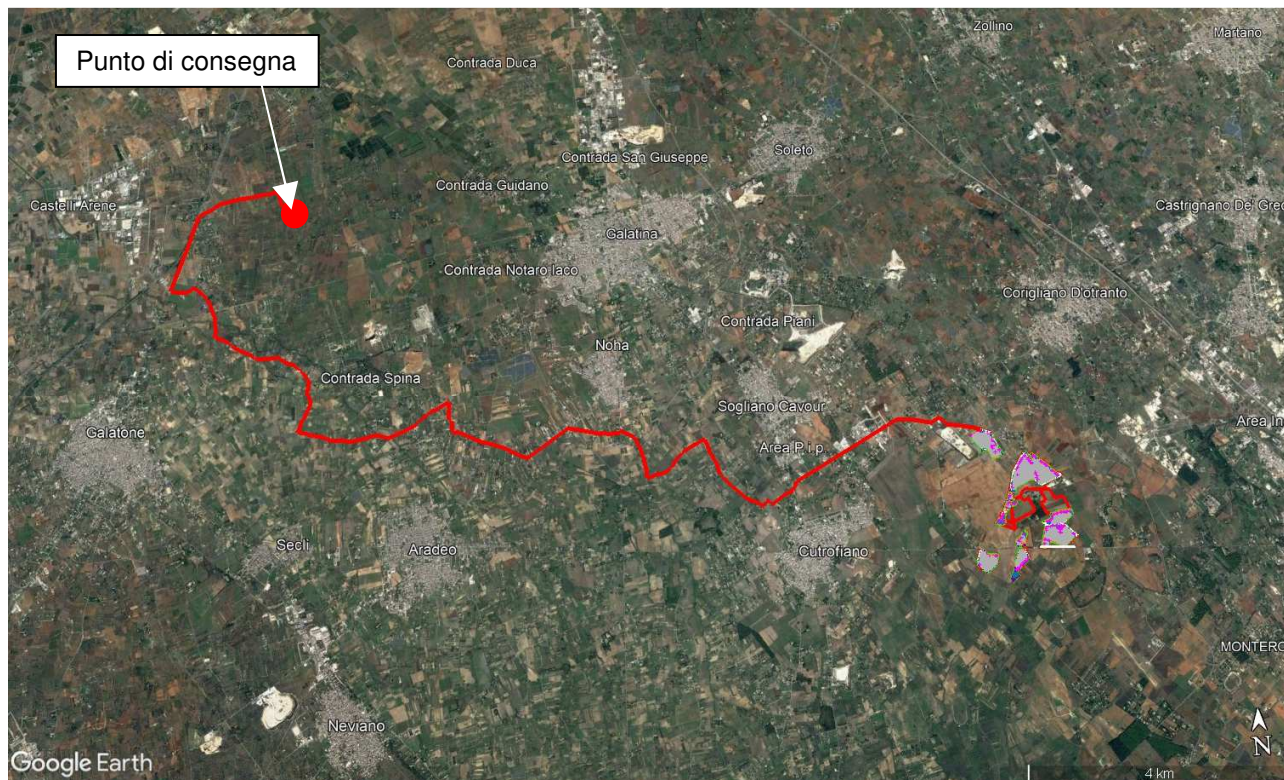 Punto di consegna
Zollino
Martano
Contrada Duca
Contrada San Giuseppe
Soleto
Contrada Guidano
Castelli Arene
Castrignano De' Grec
Galatina
Contrada Notaro Iaco
Corigliano D'otranto
Contrada Piani
Noha
Contrada Spina
Sogliano Cavour
Galatone
Area In
Area P.i.p.
Secli
Aradeo
Cutrofiano
MONTERO
Neviano
N
Google Earth
4 km